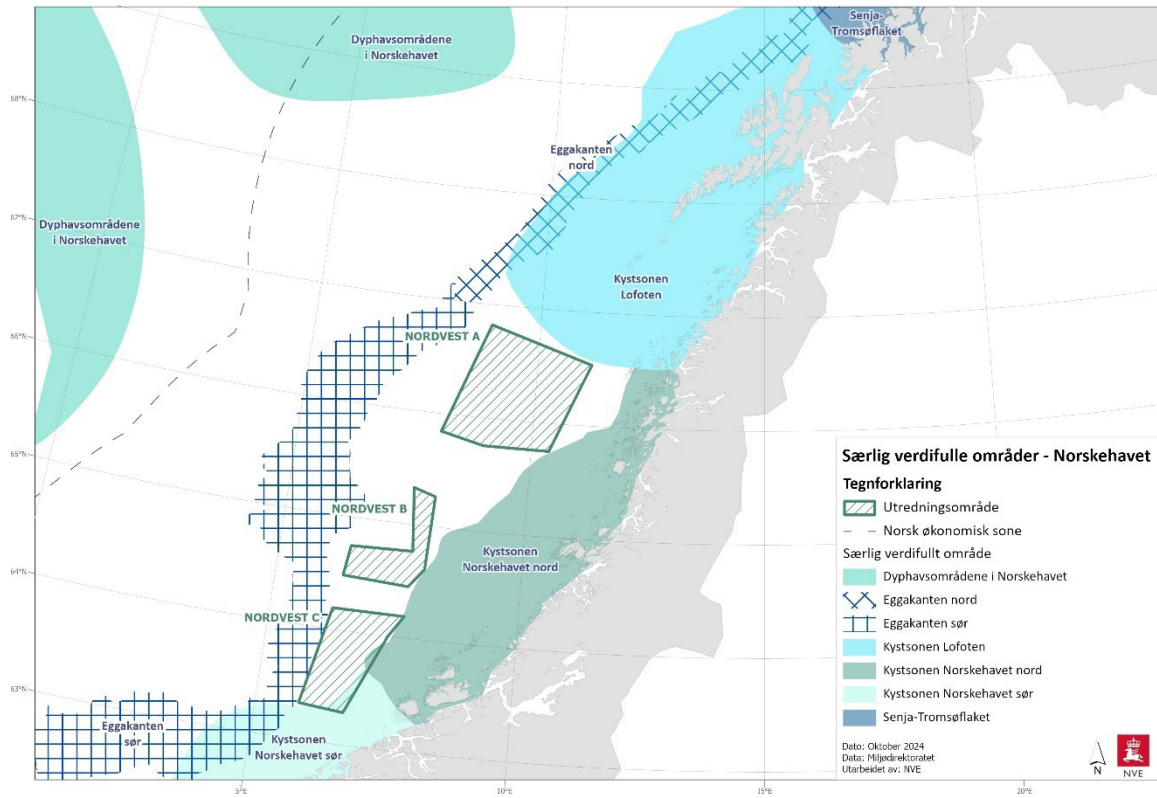 Senja-
Tromsøflaket
Dyphavsområdene
i Norskehavet
68°N
Eggakanten
nord
67°N
Dyphavsområdene
i Norskehavet
Kystsonen
Lofoten
66°N
NORDVEST A
65°N
NORDVEST B
Kystsonen
Norskehavet nord
64°N
NORDVEST C
63°N
Eggakanten
sør
Kystsonen
Norskehavet sør
5°E
10°E
15°E
20°E
Særlig verdifulle områder - Norskehavet
Tegnforklaring
Utredningsområde
Norsk økonomisk sone
Særlig verdifullt område
Dyphavsområdene i Norskehavet
Eggakanten nord
Eggakanten sør
Kystsonen Lofoten
Kystsonen Norskehavet nord
Kystsonen Norskehavet sør
Senja-Tromsøflaket
Dato: Oktober 2024
Data: Miljødirektoratet
Utarbeidet av: NVE
N
NVE